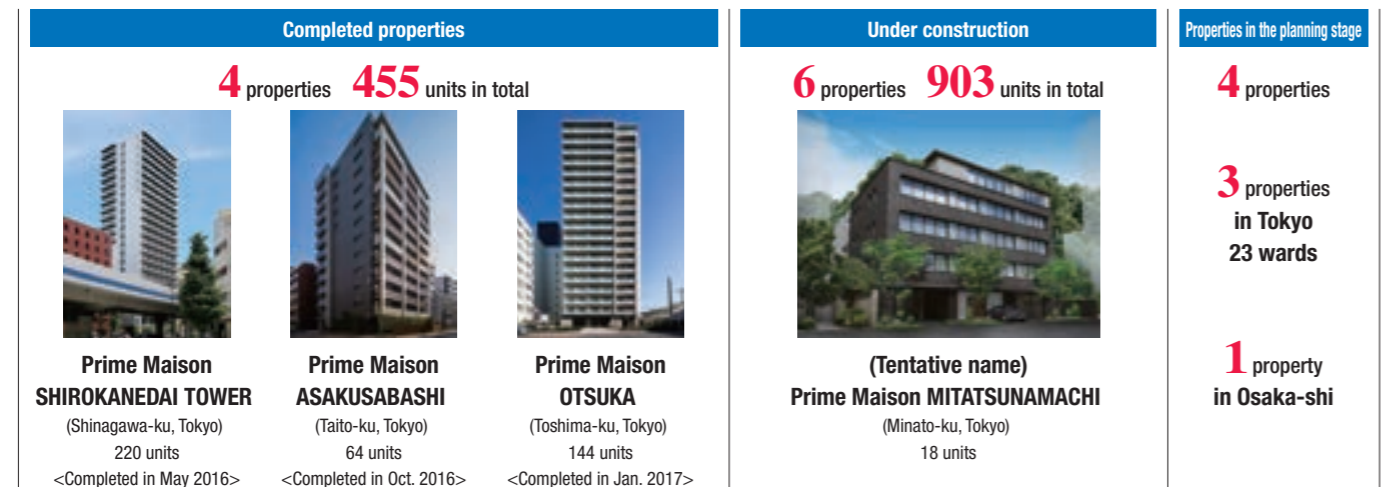 Completed properties
4 properties 455 units in total
Prime Maison
SHIROKANEDAI TOWER
(Shinagawa-ku, Tokyo)
220 units
<Completed in May 2016>
Prime Maison
ASAKUSABASHI
(Taito-ku, Tokyo)
64 units
<Completed in Oct. 2016>
Prime Maison
OTSUKA
(Toshima-ku, Tokyo)
144 units
<Completed in Jan. 2017>
Under construction
6 properties 903 units in total
(Tentative name)
Prime Maison MITATSUNAMACHI
(Minato-ku, Tokyo)
18 units
Properties in the planning stage
4 properties
3 properties
in Tokyo
23 wards
1 property
in Osaka-shi